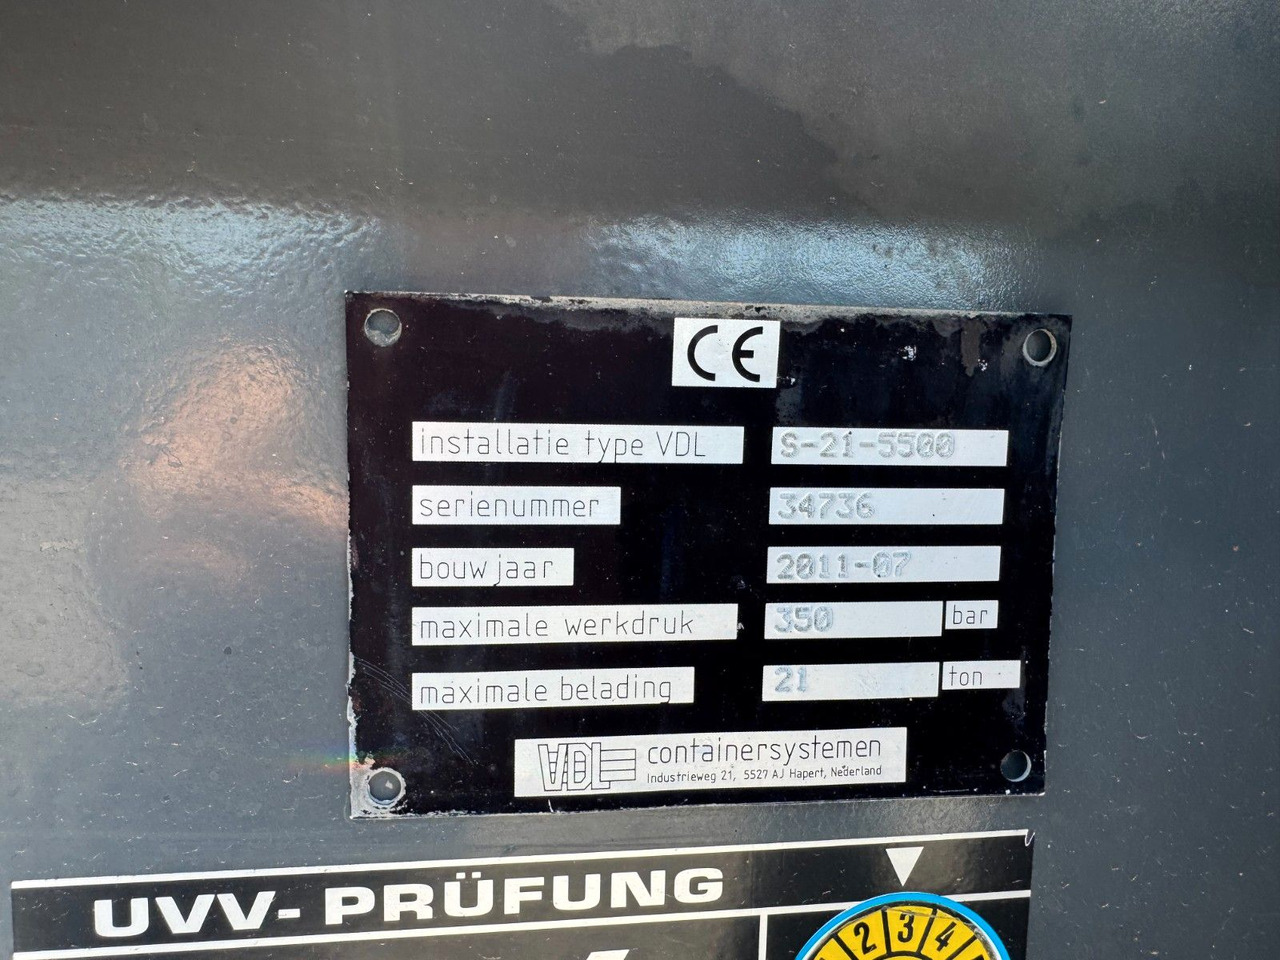 CE
installatie type VDL S-21-5500
serienummer 34736
bouwjaar 2011-07
maximale werkdruk 350 bar
maximale belading 21 ton
VDL containersystemen
Industrieweg 21, 5527 AJ Hapert, Nederland
UVV-PRÜFUNG
2 3 4